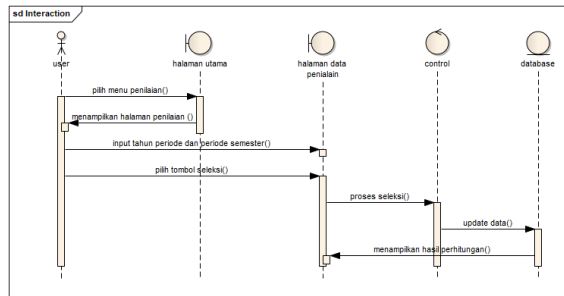 sd Interaction
user
halaman utama
halaman data
penialain
control
database
pilih menu penilaian()
menampilkan halaman penilaian ()
input tahun periode dan periode semester()
pilih tombol seleksi()
proses seleksi()
update data()
menampilkan hasil perhitungan()